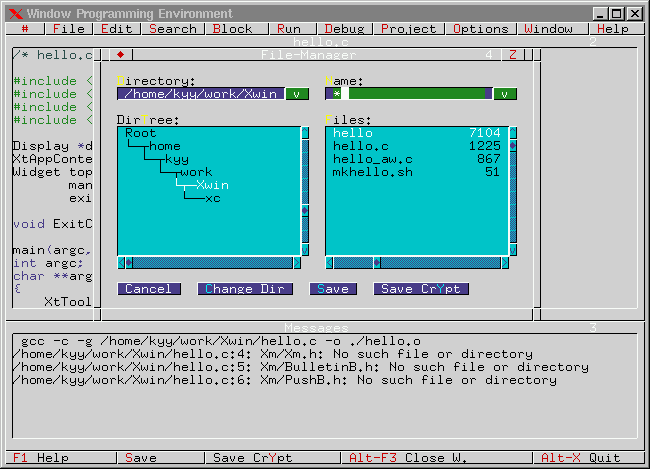 Window Programming Environment
# File Edit Search Block Run Debug Project Options Window Help
hello.c 2
/* hello.c
File-Manager 4 Z
#include <
#include <
#include <
#include <
Display *d
XtAppConte
Widget top
man
exi
void ExitC
main(argc,
int argc;
char **arg
{
XtTool
Directory:
/home/kyy/work/Xwin v
Name:
* v
DirTree:
Root
home
kyy
work
Xwin
xc
Files:
hello 7104
hello.c 1225
hello_aw.c 867
mkhello.sh 51
Cancel Change Dir Save Save CrYpt
Messages 3
gcc -c -g /home/kyy/work/Xwin/hello.c -o ./hello.o
/home/kyy/work/Xwin/hello.c:4: Xm/Xm.h: No such file or directory
/home/kyy/work/Xwin/hello.c:5: Xm/BulletinB.h: No such file or directory
/home/kyy/work/Xwin/hello.c:6: Xm/PushB.h: No such file or directory
F1 Help Save Save CrYpt Alt-F3 Close W. Alt-X Quit